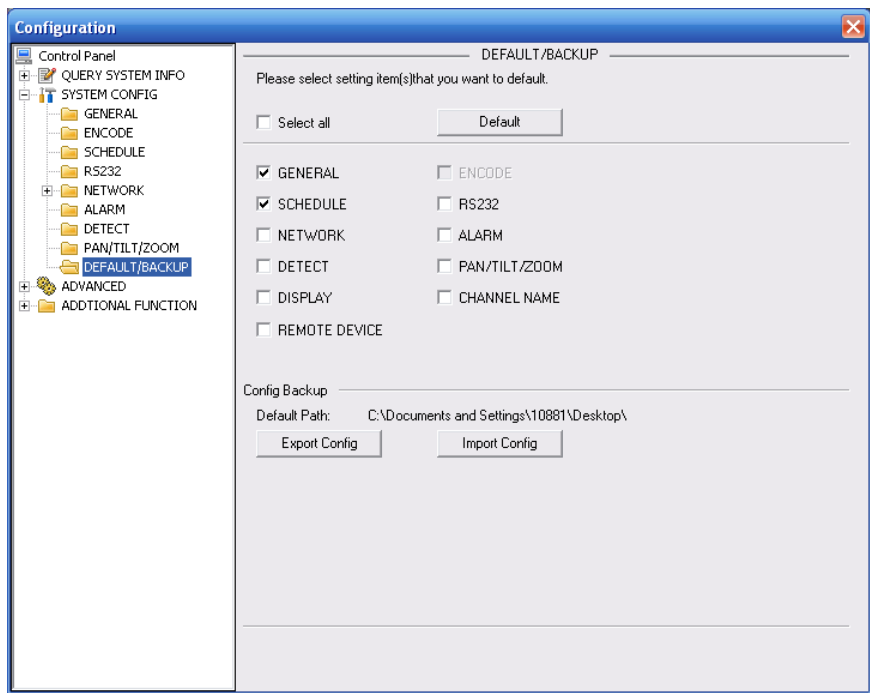 Configuration
Control Panel
QUERY SYSTEM INFO
SYSTEM CONFIG
GENERAL
ENCODE
SCHEDULE
RS232
NETWORK
ALARM
DETECT
PAN/TILT/ZOOM
DEFAULT/BACKUP
ADVANCED
ADDTIONAL FUNCTION
DEFAULT/BACKUP
Please select setting item(s)that you want to default.
Select all Default
GENERAL ENCODE
SCHEDULE RS232
NETWORK ALARM
DETECT PAN/TILT/ZOOM
DISPLAY CHANNEL NAME
REMOTE DEVICE
Config Backup
Default Path: C:\Documents and Settings\10881\Desktop\
Export Config Import Config